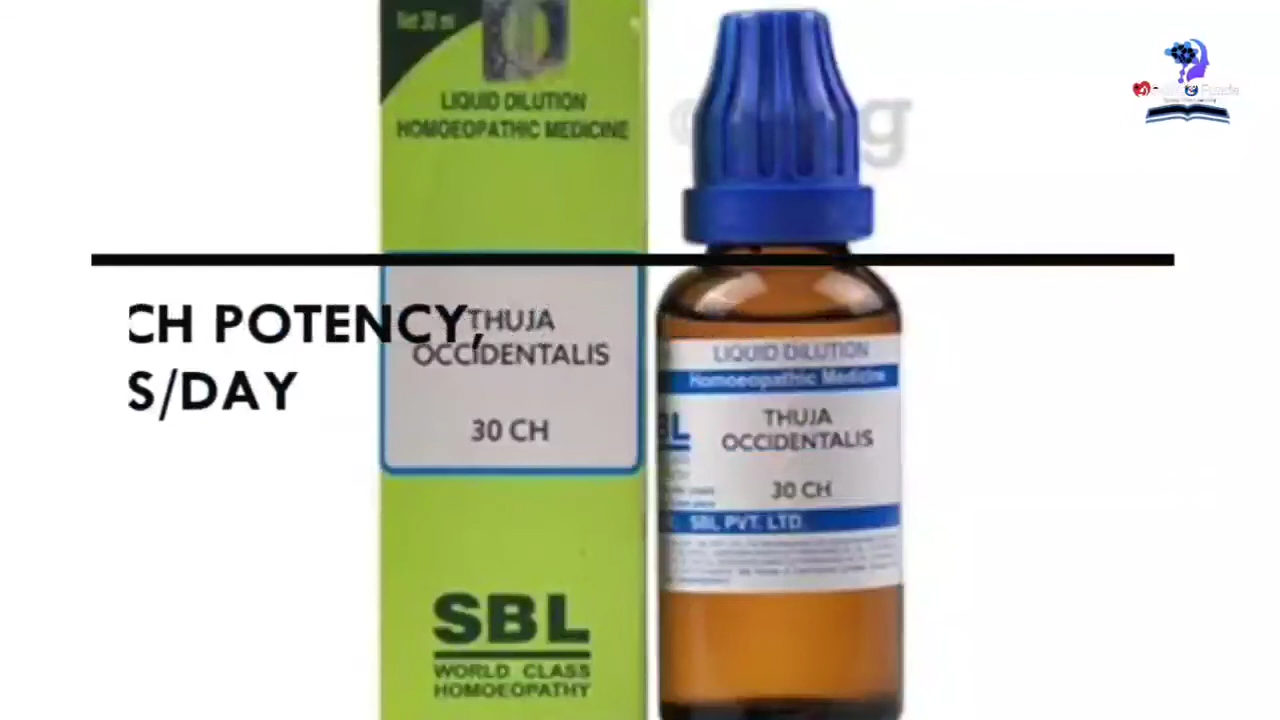 Net 30 ml
LIQUID DILUTION
HOMOEOPATHIC MEDICINE
CH POTENCY,
S/DAY
THUJA
OCCIDENTALIS
30 CH
SBL
WORLD CLASS
HOMOEOPATHY
LIQUID DILUTION
Homoeopathic Medicine
BL
THUJA
OCCIDENTALIS
30 CH
SBL PVT. LTD.